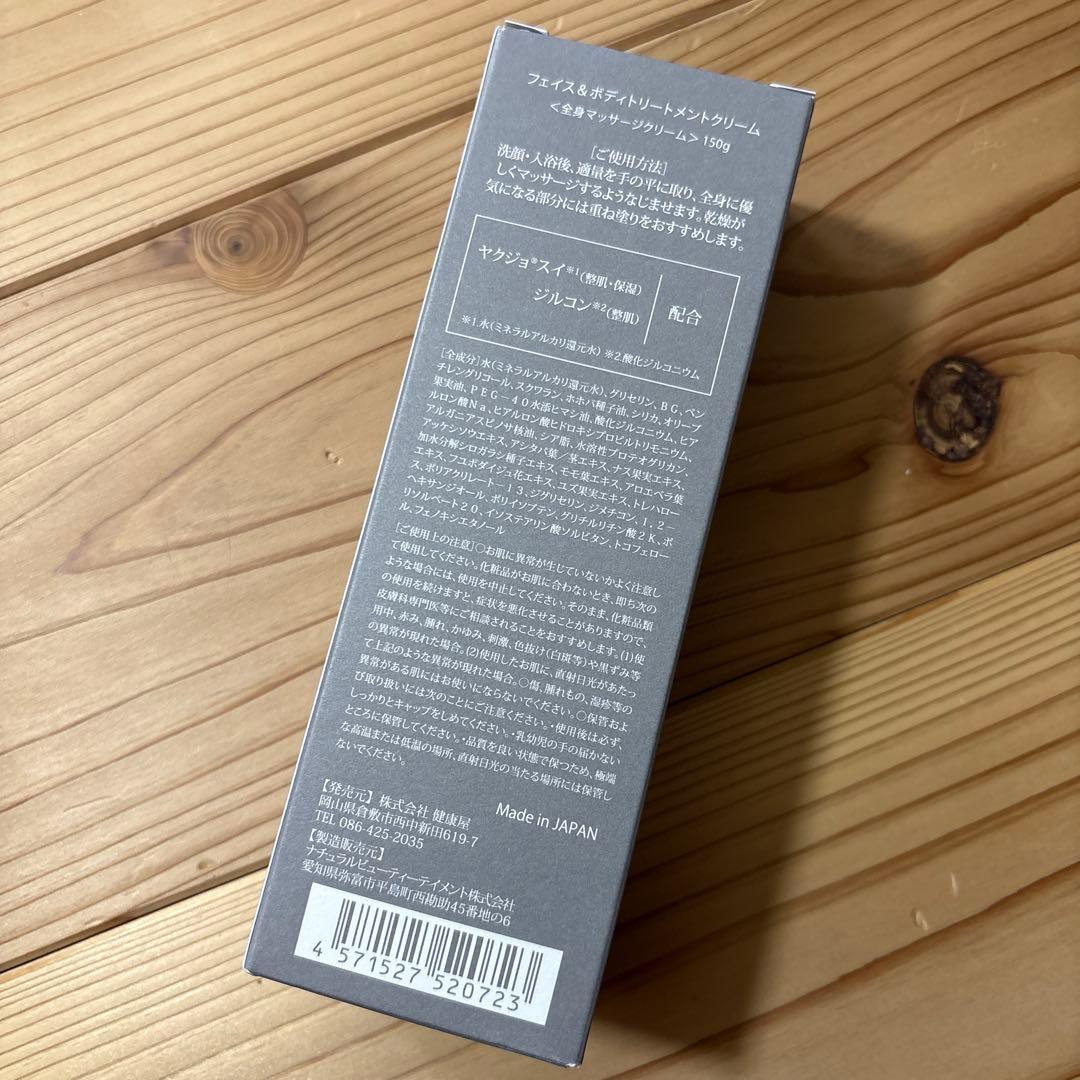 フェイス＆ボディトリートメントクリーム
＜全身マッサージクリーム＞ 150g
[ご使用方法]
洗顔・入浴後、適量を手の平に取り、全身に優
しくマッサージするようなじませます。乾燥が
気になる部分には重ね塗りをおすすめします。
ヤクジョ®スイ※1(整肌・保湿)
ジルコン※2(整肌)
配合
※1.水(ミネラルアルカリ還元水) ※2.酸化ジルコニウム
[全成分]水(ミネラルアルカリ還元水)、グリセリン、BG、ペン
チレングリコール、スクワラン、ホホバ種子油、シリカ、オリーブ
果実油、PEG－40水添ヒマシ油、酸化ジルコニウム、ヒア
ルロン酸Na、ヒアルロン酸ヒドロキシプロピルトリモニウム、
アルガニアスピノサ核油、シア脂、水溶性プロテオグリカン、
アッケシソウエキス、アシタバ葉／茎エキス、ナス果実エキス、
加水分解シロガラシ種子エキス、モモ葉エキス、アロエベラ葉
エキス、フユボダイジュ花エキス、ユズ果実エキス、トレハロー
ス、ポリアクリレート－13、ジグリセリン、ジメチコン、1，2－
ヘキサンジオール、ポリイソブテン、グリチルリチン酸2K、ポ
リソルベート20、イソステアリン酸ソルビタン、トコフェロー
ル、フェノキシエタノール
[ご使用上の注意]○お肌に異常が生じていないかよく注意し
て使用してください。化粧品がお肌に合わないとき、即ち次の
ような場合には、使用を中止してください。そのまま、化粧品類
の使用を続けますと、症状を悪化させることがありますので、
皮膚科専門医等にご相談されることをおすすめします。(1)使
用中、赤み、腫れ、かゆみ、刺激、色抜け(白斑等)や黒ずみ等
の異常が現れた場合。(2)使用したお肌に、直射日光があたっ
て上記のような異常が現れた場合。○傷、腫れもの、湿疹等の
異常がある肌にはお使いにならないでください。○保管およ
び取り扱いには次のことにご注意ください。・使用後は必ず、
しっかりとキャップをしめてください。・乳幼児の手の届かない
ところに保管してください。・品質を良い状態で保つため、極端
な高温または低温の場所、直射日光の当たる場所には保管し
ないでください。
【発売元】株式会社 健康屋
岡山県倉敷市西中新田619-7
TEL 086-425-2035
Made in JAPAN
【製造販売元】
ナチュラルビューティーテイメント株式会社
愛知県弥富市平島町西勘助45番地の6
4 571527 520723